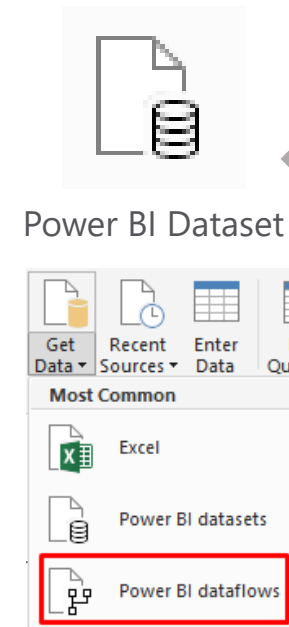 Power BI Dataset
Get Data
Recent Sources
Enter Data
Qu
Most Common
Excel
Power BI datasets
Power BI dataflows